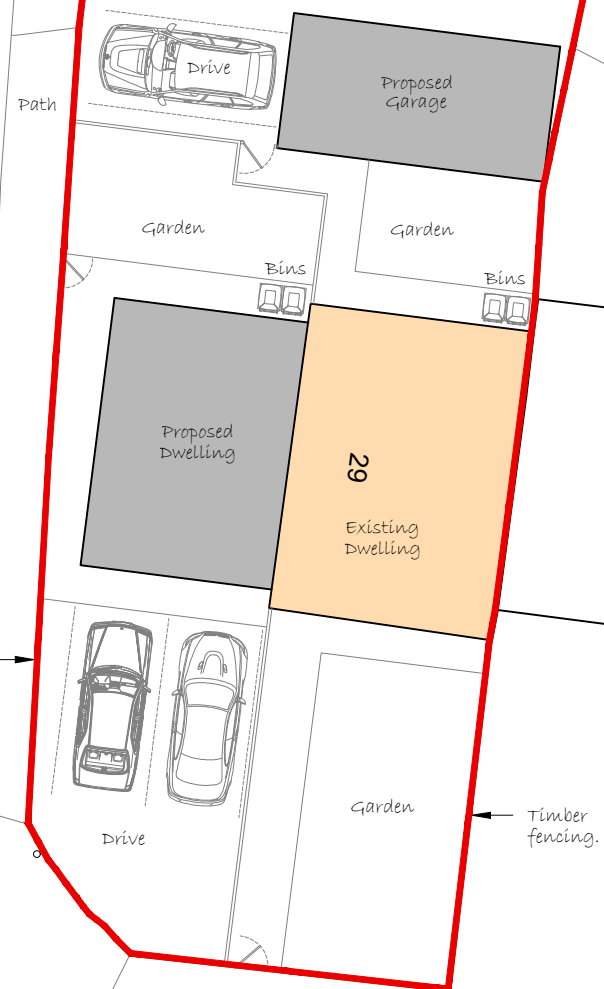 Drive
Proposed
Garage
Path
Garden
Garden
Bins
Bins
Proposed
Dwelling
29
Existing
Dwelling
Garden
Timber
fencing.
Drive